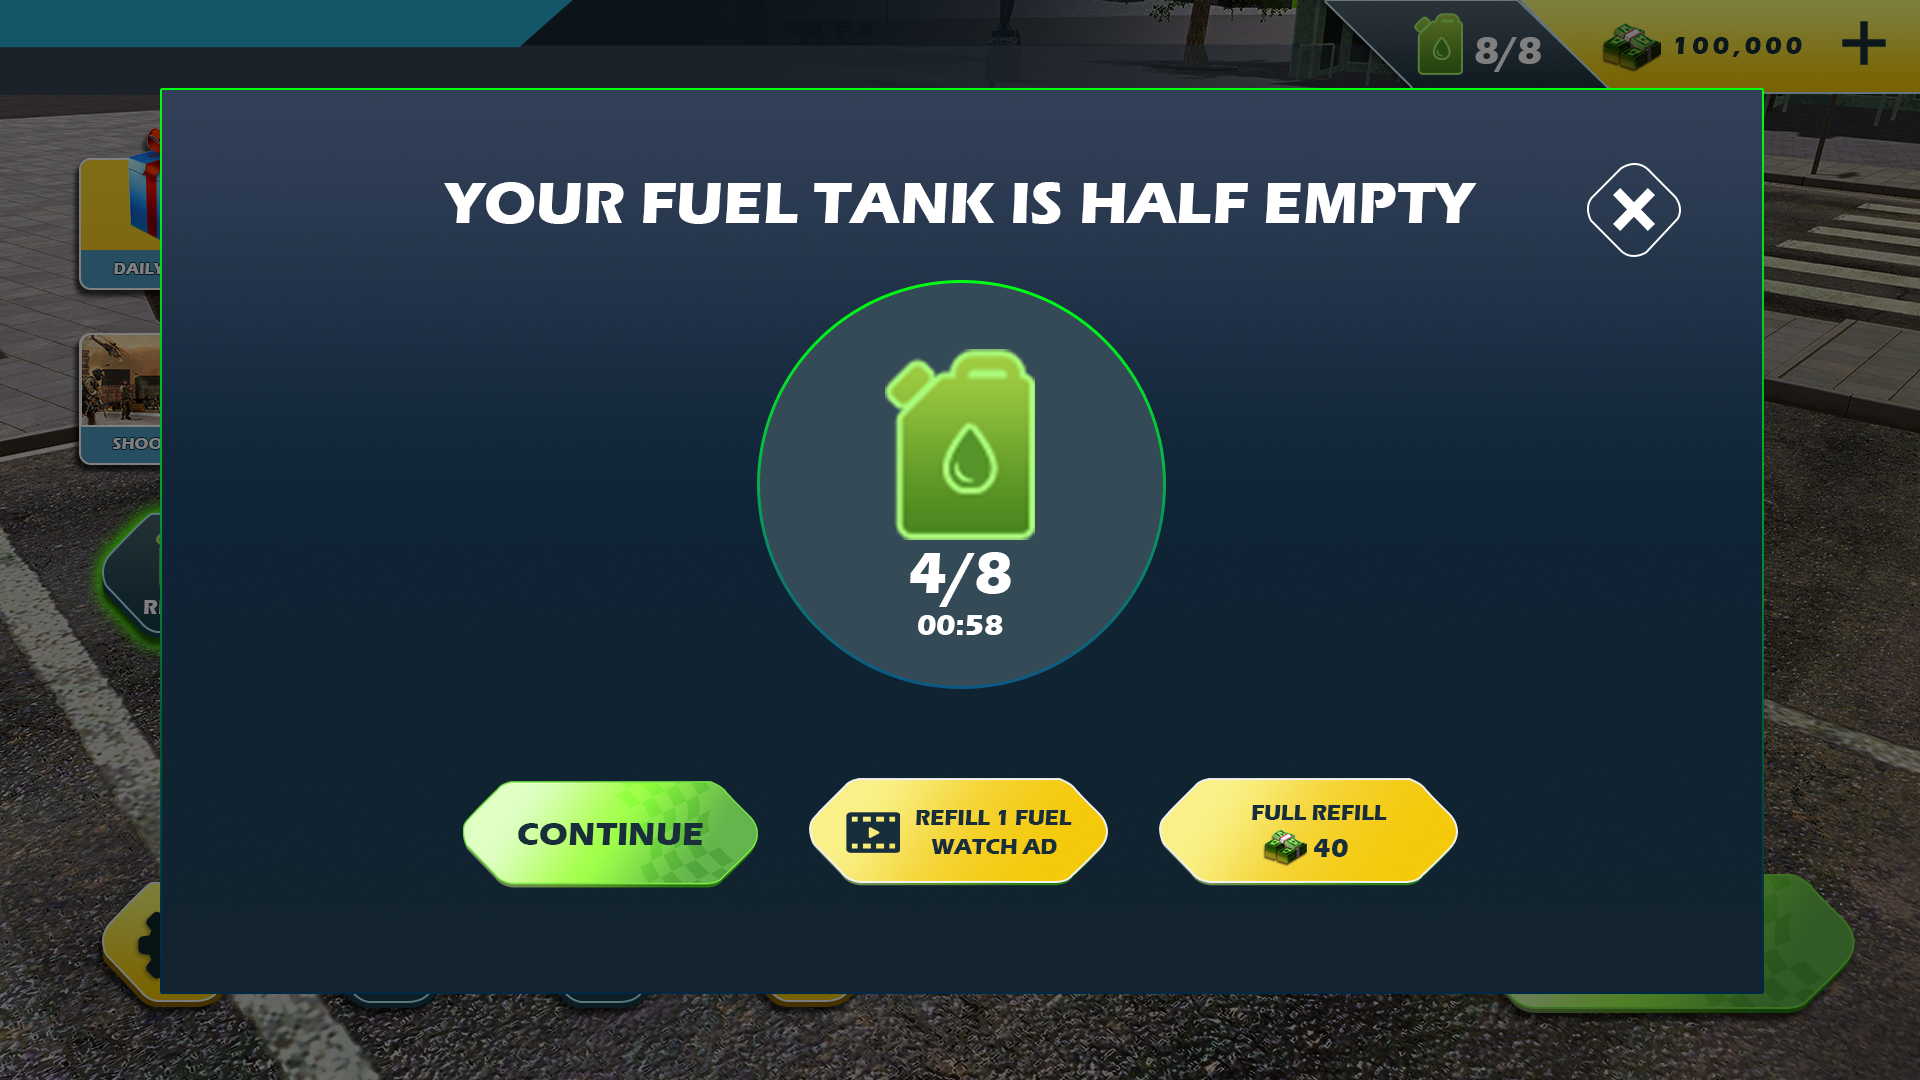 8/8
100,000
YOUR FUEL TANK IS HALF EMPTY
DAILY
SHOO
4/8
00:58
R
CONTINUE
REFILL 1 FUEL
WATCH AD
FULL REFILL
40